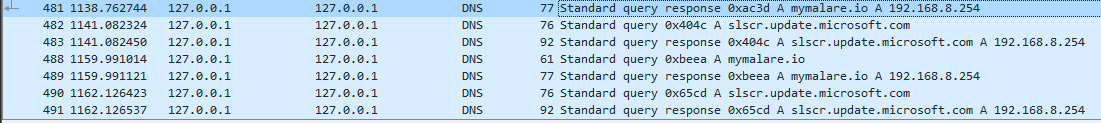 481 1138.762744 127.0.0.1 127.0.0.1 DNS 77 Standard query response 0xac3d A mymalare.io A 192.168.8.254
482 1141.082324 127.0.0.1 127.0.0.1 DNS 76 Standard query 0x404c A slscr.update.microsoft.com
483 1141.082450 127.0.0.1 127.0.0.1 DNS 92 Standard query response 0x404c A slscr.update.microsoft.com A 192.168.8.254
488 1159.991014 127.0.0.1 127.0.0.1 DNS 61 Standard query 0xbeea A mymalare.io
489 1159.991121 127.0.0.1 127.0.0.1 DNS 77 Standard query response 0xbeea A mymalare.io A 192.168.8.254
490 1162.126423 127.0.0.1 127.0.0.1 DNS 76 Standard query 0x65cd A slscr.update.microsoft.com
491 1162.126537 127.0.0.1 127.0.0.1 DNS 92 Standard query response 0x65cd A slscr.update.microsoft.com A 192.168.8.254